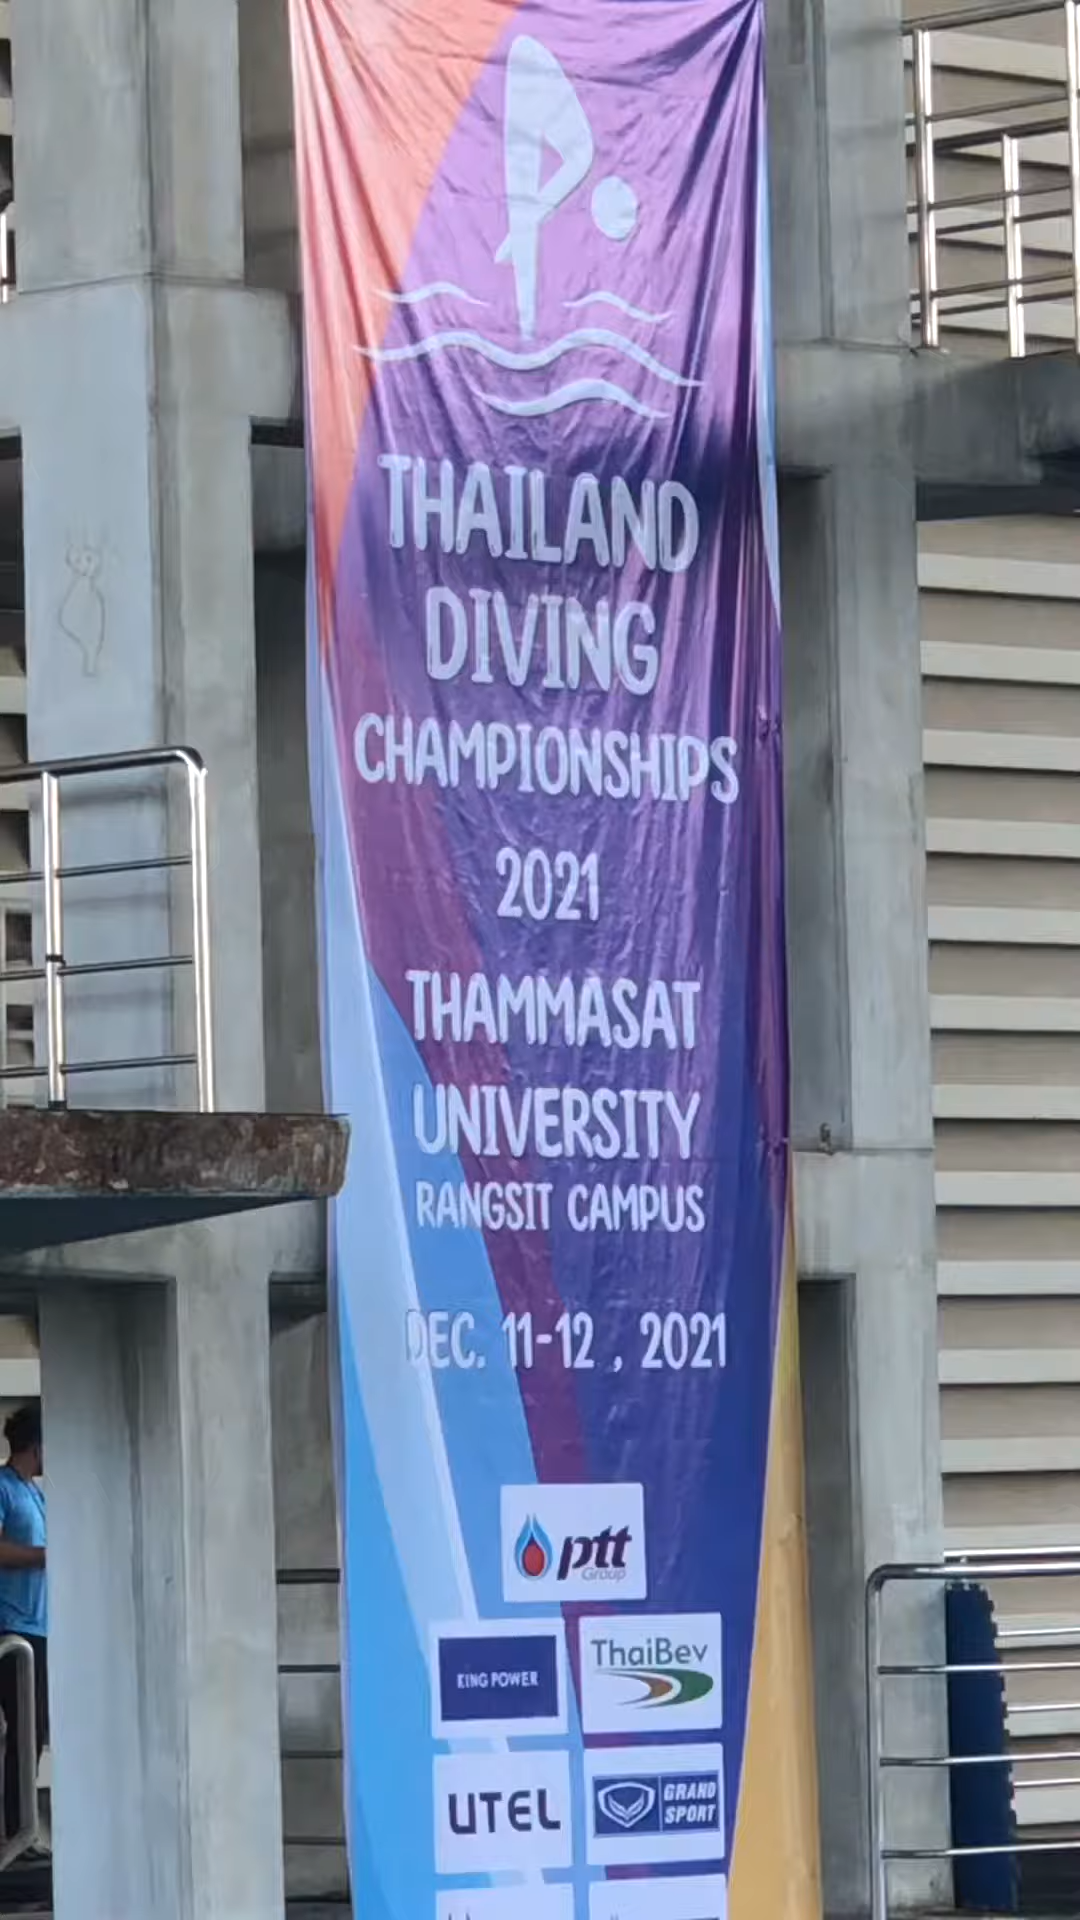 THAILAND
DIVING
CHAMPIONSHIPS
2021
THAMMASAT
UNIVERSITY
RANGSIT CAMPUS
DEC. 11-12 , 2021
ptt
Group
KING POWER
ThaiBev
UTEL
GRAND
SPORT